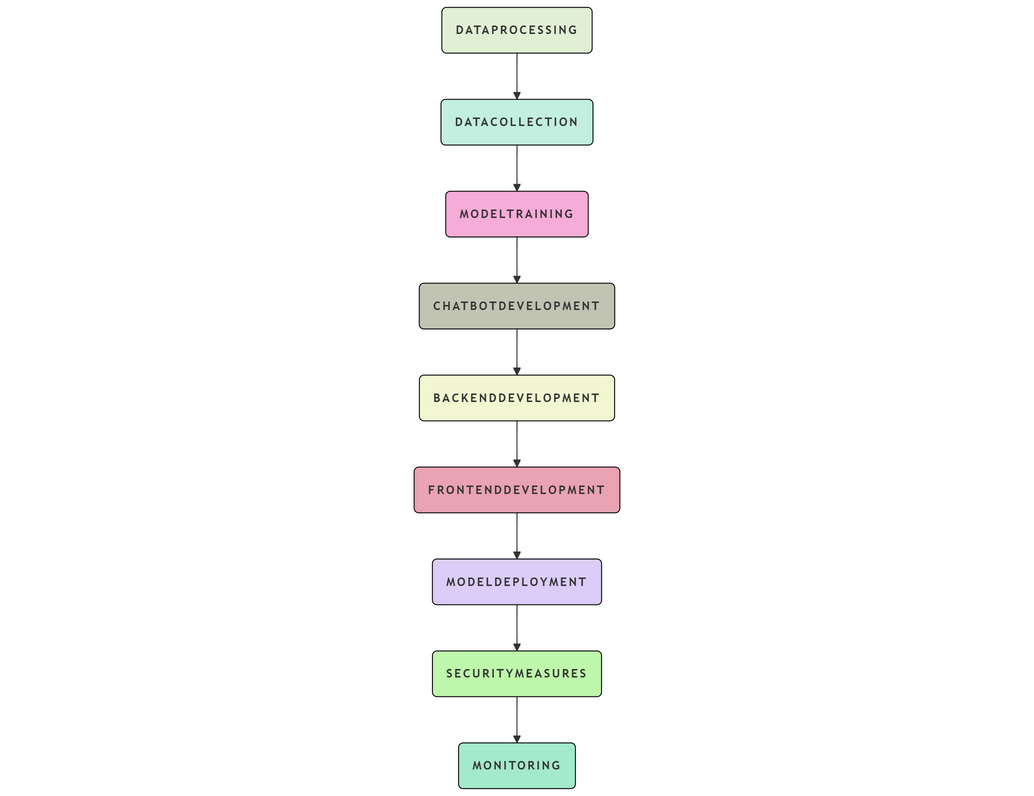 DATAPROCESSING
DATACOLLECTION
MODELTRAINING
CHATBOTDEVELOPMENT
BACKENDDEVELOPMENT
FRONTENDDEVELOPMENT
MODELDEPLOYMENT
SECURITYMEASURES
MONITORING